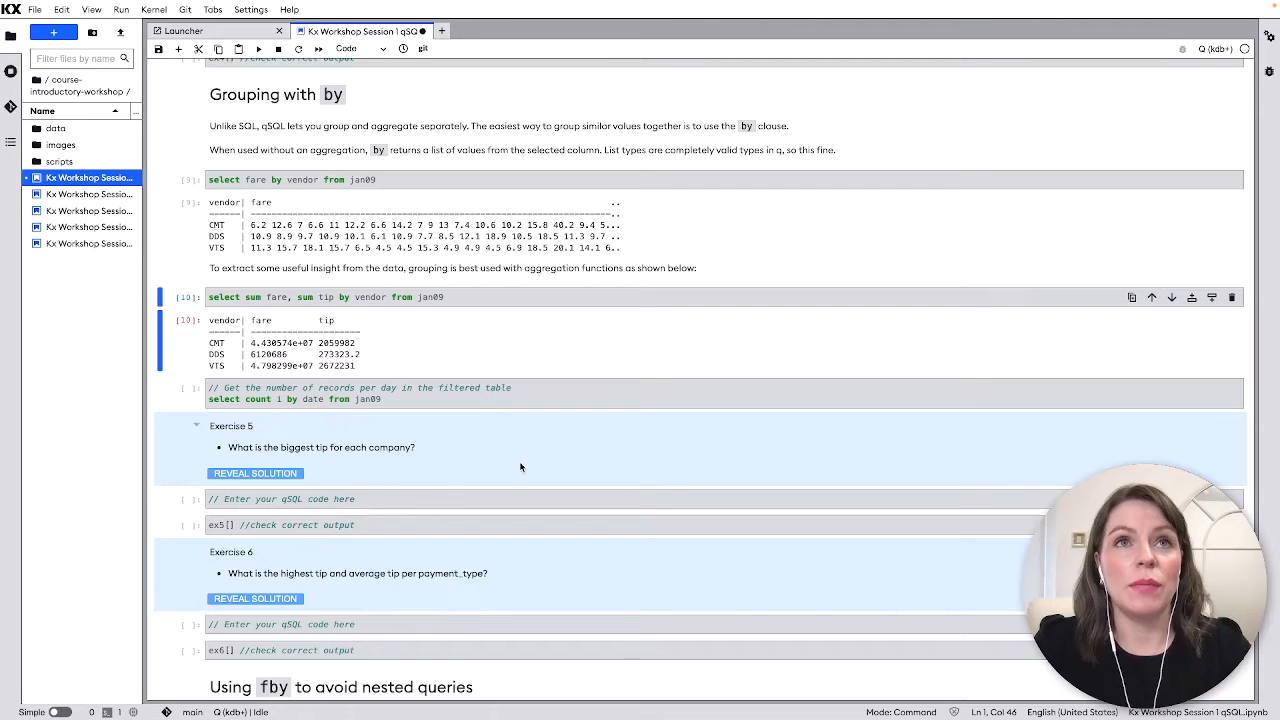 KX File Edit View Run Kernel Git Tabs Settings Help
Launcher
Kx Workshop Session 1 qSQ
Code
git
Q (kdb+)
Filter files by name
/ course-
introductory-workshop /
Name
data
images
scripts
Kx Workshop Sessio...
Kx Workshop Sessio...
Kx Workshop Sessio...
Kx Workshop Sessio...
Kx Workshop Sessio...
[ ]: ex4[] //check correct output
Grouping with by
Unlike SQL, qSQL lets you group and aggregate separately. The easiest way to group similar values together is to use the by clause.
When used without an aggregation, by returns a list of values from the selected column. List types are completely valid types in q, so this fine.
[9]: select fare by vendor from jan09
[9]: vendor| fare ..
------| -----------------------------------------------------------------..
CMT | 6.2 12.6 7 6.6 11 12.2 6.6 14.2 7 9 13 7.4 10.6 10.2 15.8 40.2 9.4 5...
DDS | 10.9 8.9 9.7 10.9 10.1 6.1 10.9 7.7 8.5 12.1 18.9 10.5 18.5 11.3 9.7 ..
VTS | 11.3 15.7 18.1 15.7 6.5 4.5 4.5 15.3 4.9 4.9 4.5 6.9 18.5 20.1 14.1 6..
To extract some useful insight from the data, grouping is best used with aggregation functions as shown below:
[10]: select sum fare, sum tip by vendor from jan09
[10]: vendor| fare tip
------| ---------------------
CMT | 4.430574e+07 2059982
DDS | 6120686 273323.2
VTS | 4.798299e+07 2672231
[ ]: // Get the number of records per day in the filtered table
select count i by date from jan09
Exercise 5
• What is the biggest tip for each company?
REVEAL SOLUTION
[ ]: // Enter your qSQL code here
[ ]: ex5[] //check correct output
Exercise 6
• What is the highest tip and average tip per payment_type?
REVEAL SOLUTION
[ ]: // Enter your qSQL code here
[ ]: ex6[] //check correct output
Using fby to avoid nested queries
Simple 0 1 main Q (kdb+) | Idle Mode: Command Ln 1, Col 46 English (United States) Kx Workshop Session 1 qSQL.ipynb